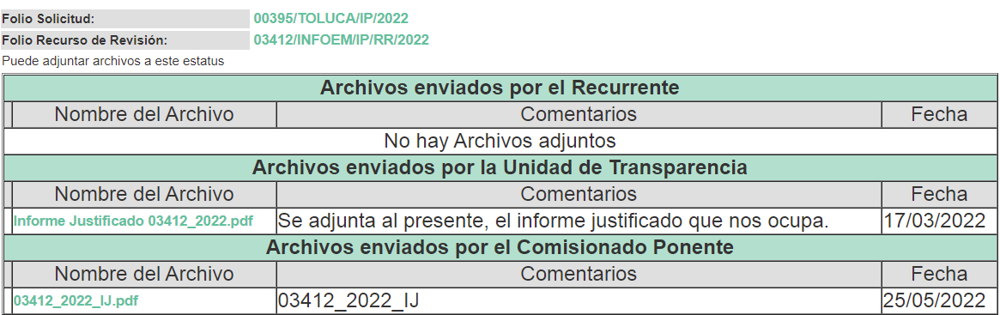 Folio Solicitud: 00395/TOLUCA/IP/2022
Folio Recurso de Revisión: 03412/INFOEM/IP/RR/2022
Puede adjuntar archivos a este estatus
Archivos enviados por el Recurrente
Nombre del Archivo Comentarios Fecha
No hay Archivos adjuntos
Archivos enviados por la Unidad de Transparencia
Nombre del Archivo Comentarios Fecha
Informe Justificado 03412_2022.pdf Se adjunta al presente, el informe justificado que nos ocupa. 17/03/2022
Archivos enviados por el Comisionado Ponente
Nombre del Archivo Comentarios Fecha
03412_2022_IJ.pdf 03412_2022_IJ 25/05/2022